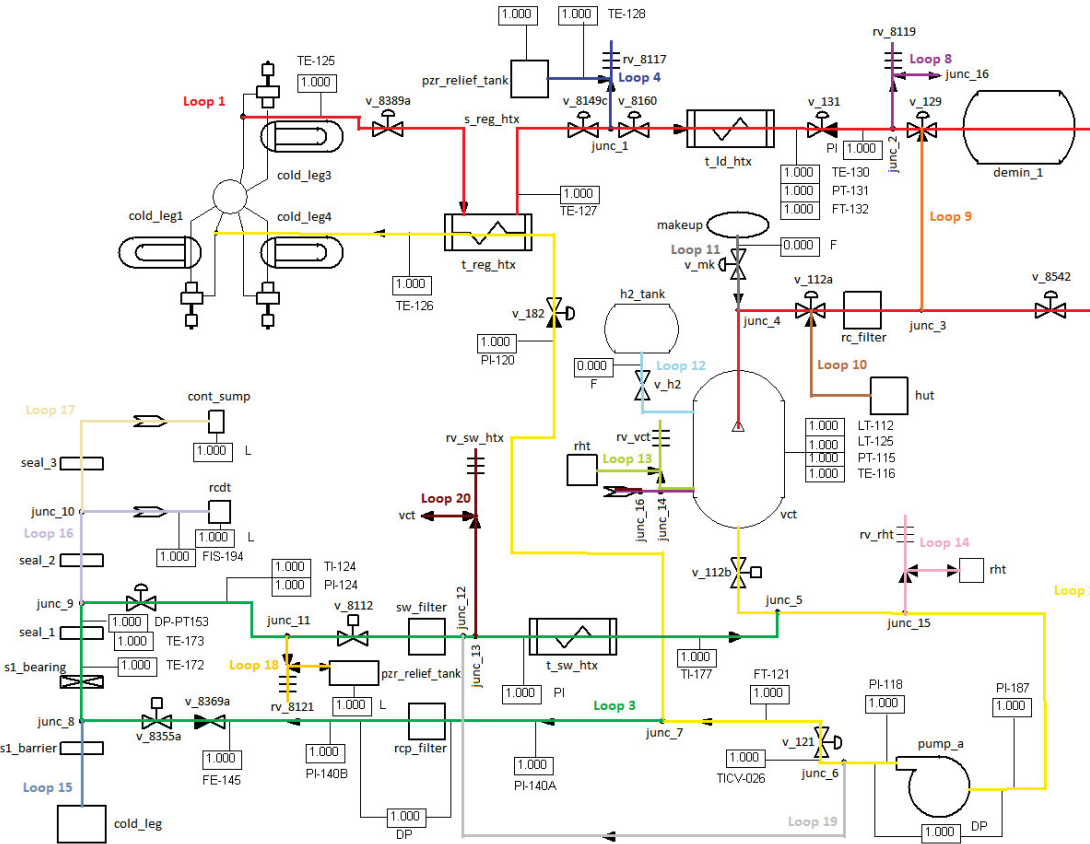 1.000
1.000
TE-128
rv_8119
TE-125
1.000
rv_8117
Loop 8
junc_16
pzr_relief_tank
Loop 4
Loop 1
v_8389a
s_reg_htx
v_8149c
v_8160
v_131
v_129
junc_1
PI
1.000
junc_2
t_ld_htx
demin_1
cold_leg3
1.000
TE-130
1.000
PT-131
1.000
FT-132
1.000
TE-127
cold_leg1
cold_leg4
makeup
Loop 9
Loop 11
0.000
F
t_reg_htx
v_mk
1.000
TE-126
h2_tank
v_112a
v_8542
v_182
junc_4
junc_3
rc_filter
1.000
PI-120
0.000
F
Loop 12
v_h2
Loop 10
hut
cont_sump
Loop 17
1.000
L
rv_sw_htx
rht
rv_vct
Loop 13
1.000
LT-112
1.000
LT-125
1.000
PT-115
1.000
TE-116
seal_3
rcdt
Loop 20
vct
junc_16
junc_14
vct
junc_10
Loop 16
1.000
L
1.000
FIS-194
rv_rht
Loop 14
rht
seal_2
1.000
TI-124
1.000
PI-124
v_112b
Loop
junc_9
junc_12
junc_5
junc_15
1.000
DP-PT153
v_8112
sw_filter
junc_11
seal_1
1.000
TE-173
junc_13
t_sw_htx
1.000
TI-177
s1_bearing
1.000
TE-172
Loop 18
pzr_relief_tank
1.000
PI
FT-121
1.000
PI-118
1.000
PI-187
1.000
v_8369a
1.000
L
rv_8121
Loop 3
junc_8
v_8355a
rcp_filter
junc_7
v_121
pump_a
s1_barrier
1.000
FE-145
1.000
PI-140B
1.000
PI-140A
1.000
TICV-026
junc_6
Loop 15
cold_leg
1.000
DP
Loop 19
1.000
DP